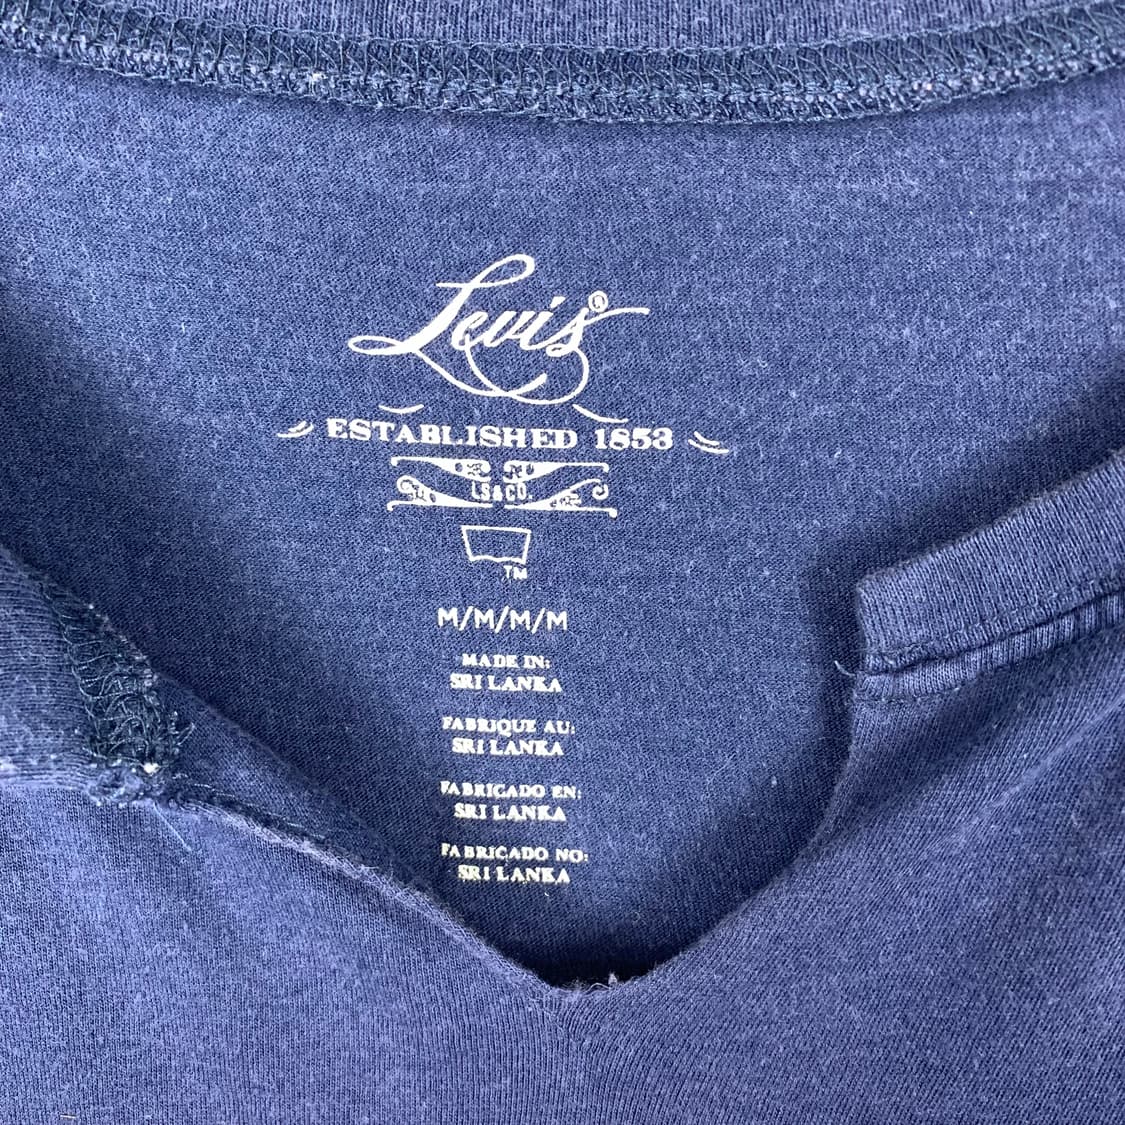 Levi's®
ESTABLISHED 1853
LS&CO.
TM
M/M/M/M
MADE IN:
SRI LANKA
FABRIQUE AU:
SRI LANKA
FABRICADO EN:
SRI LANKA
FABRICADO NO:
SRI LANKA